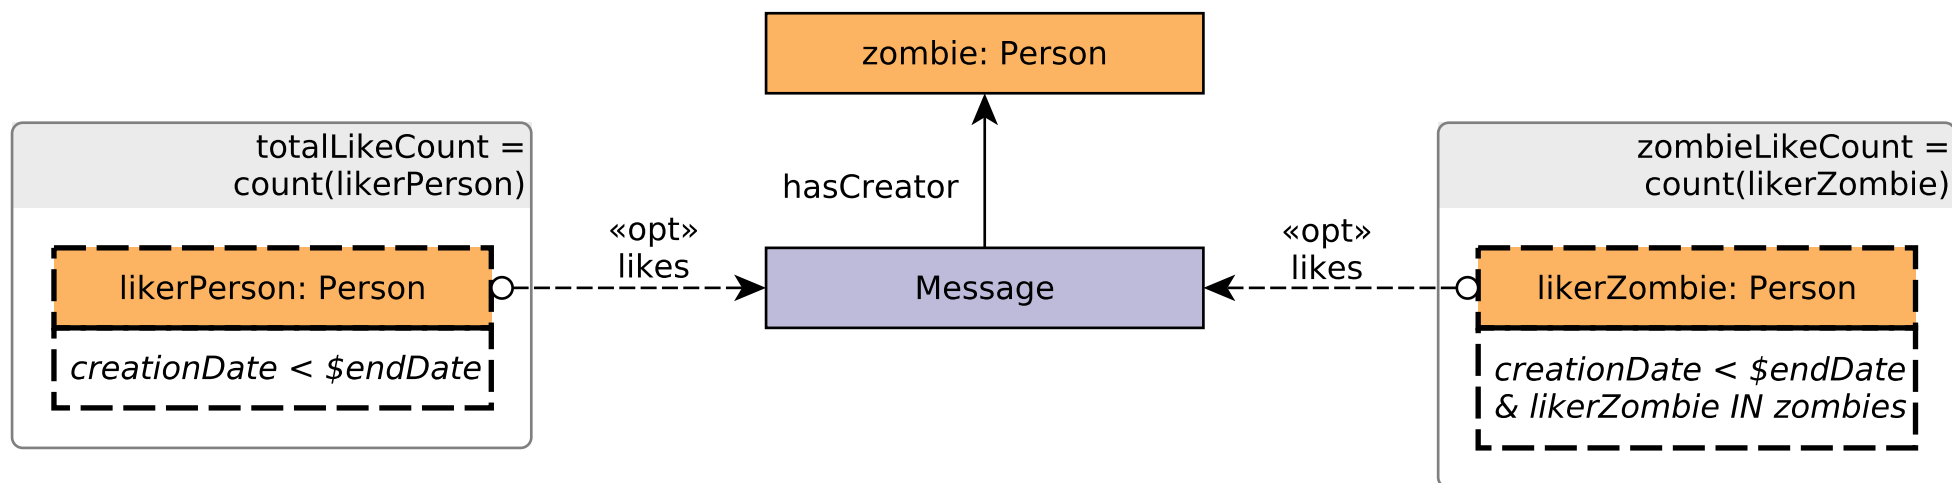 zombie: Person
totalLikeCount =
count(likerPerson)
zombieLikeCount =
count(likerZombie)
hasCreator
«opt»
likes
«opt»
likes
likerPerson: Person
Message
likerZombie: Person
creationDate < $endDate
creationDate < $endDate
& likerZombie IN zombies